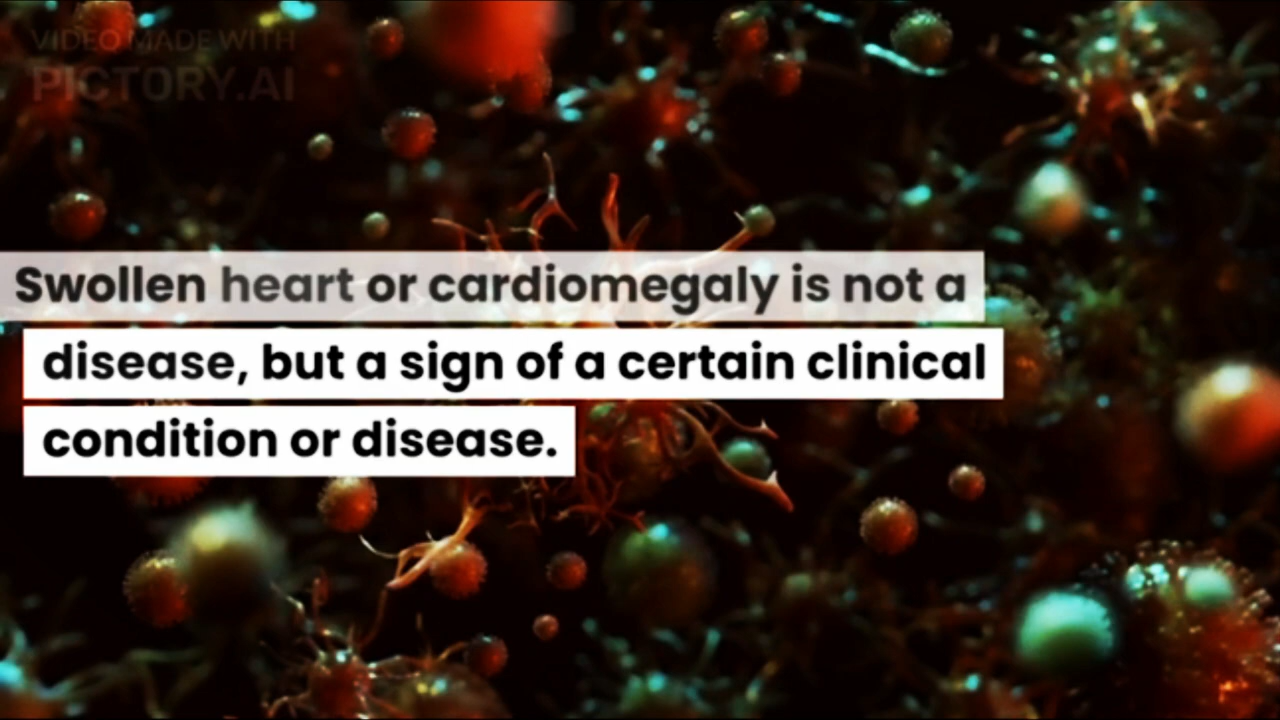 VIDEO MADE WITH
PICTORY.AI
Swollen heart or cardiomegaly is not a
disease, but a sign of a certain clinical
condition or disease.